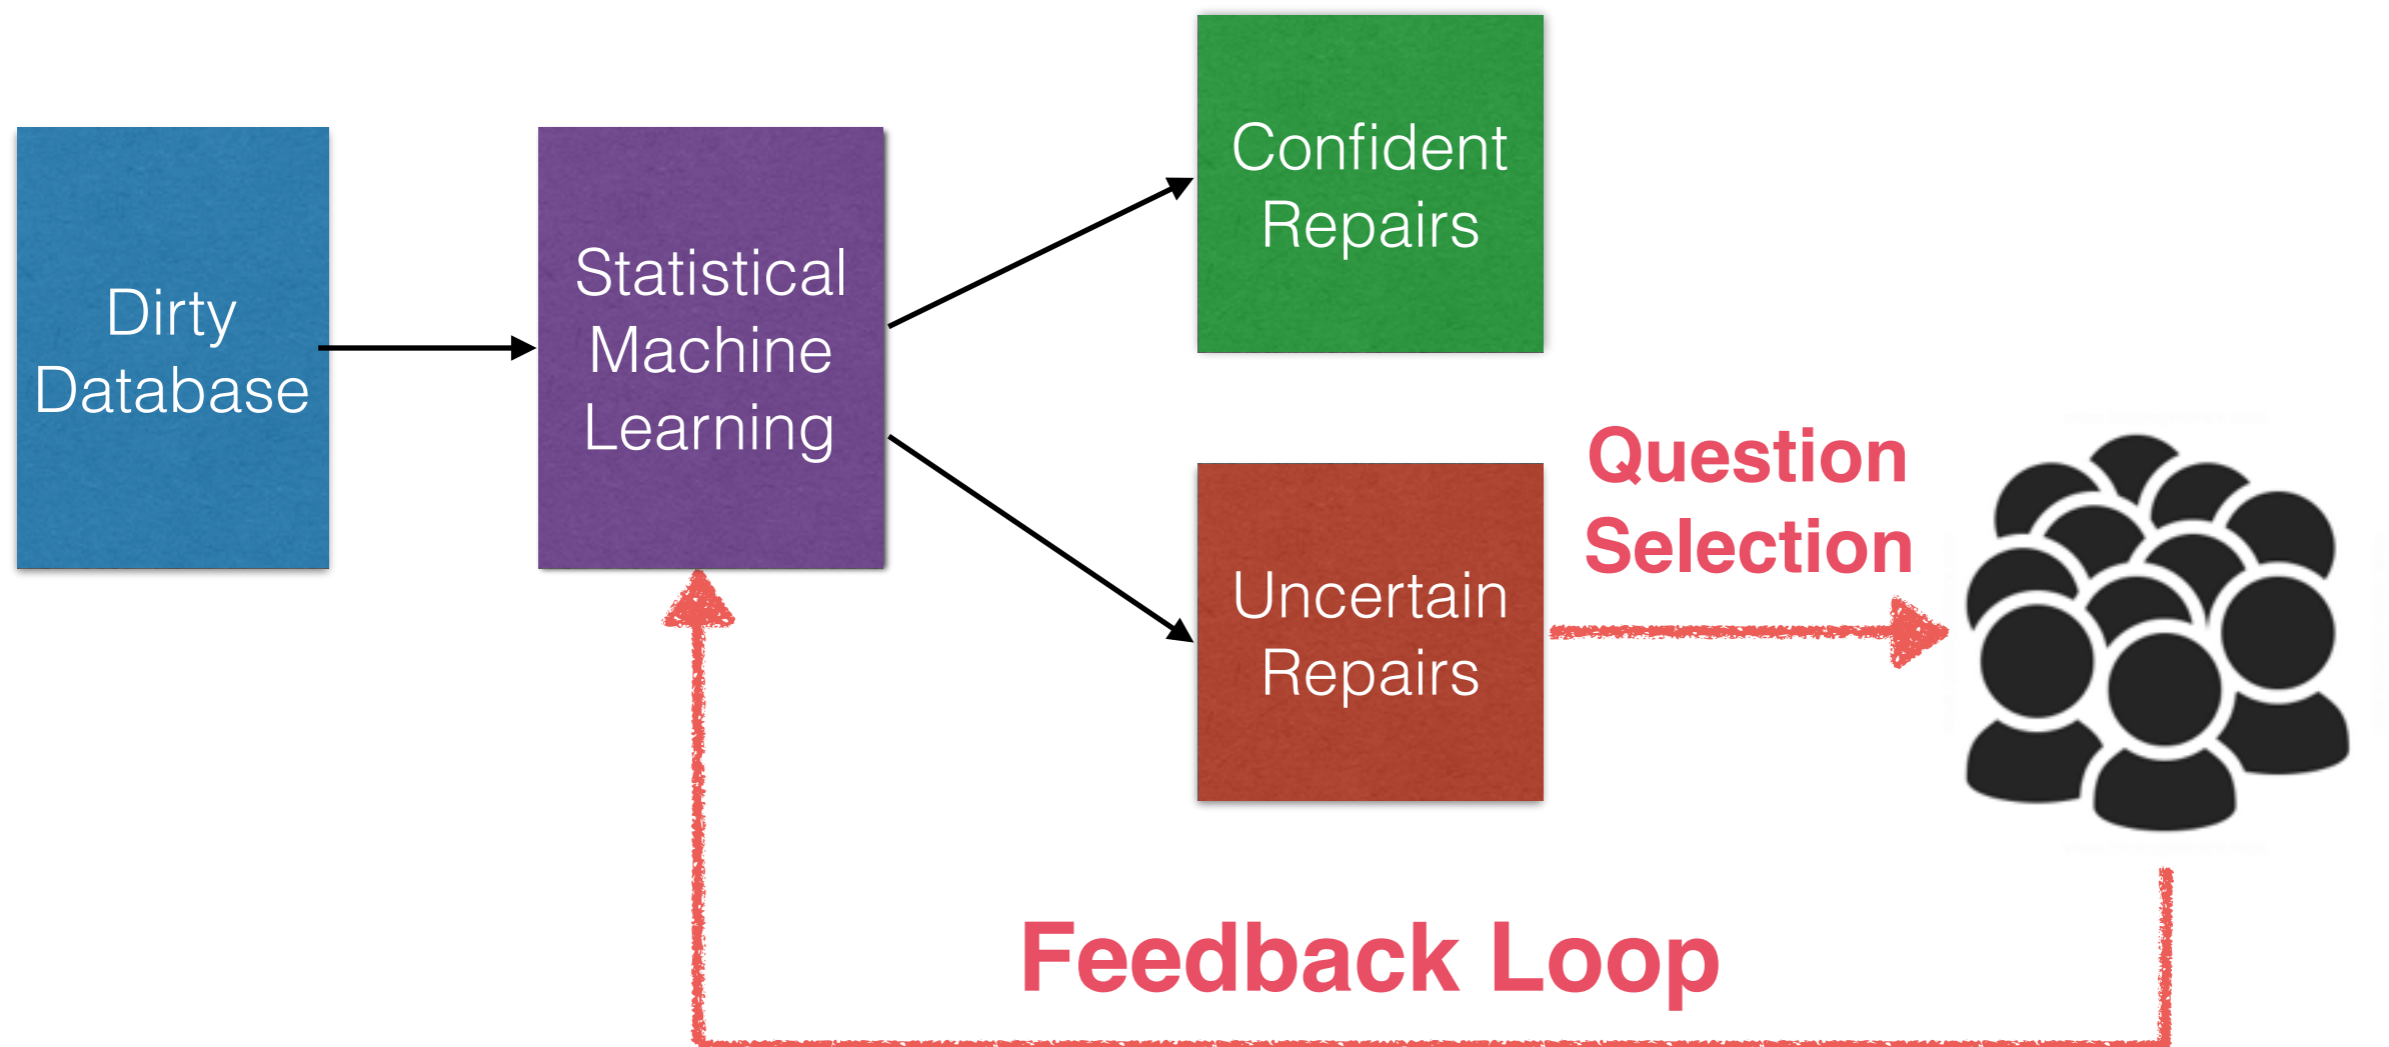 Dirty
Database
Statistical
Machine
Learning
Confident
Repairs
Uncertain
Repairs
Question
Selection
Feedback Loop